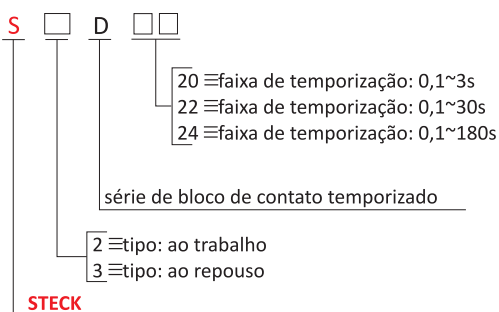 S □ D □□
20 ≡faixa de temporização: 0,1~3s
22 ≡faixa de temporização: 0,1~30s
24 ≡faixa de temporização: 0,1~180s
série de bloco de contato temporizado
2 ≡tipo: ao trabalho
3 ≡tipo: ao repouso
STECK